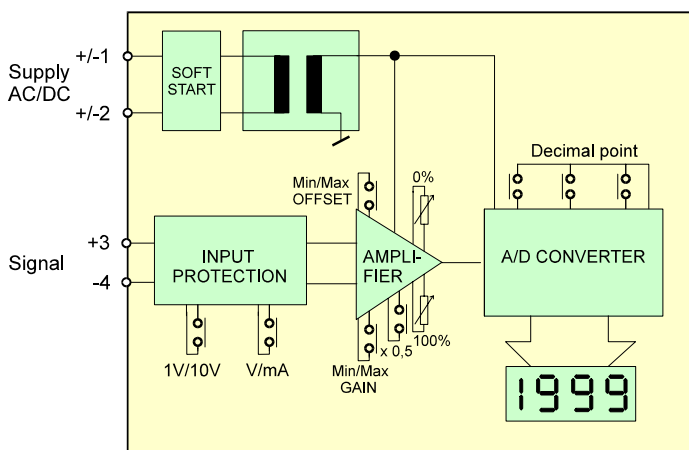 Supply
AC/DC
+/-1
+/-2
SOFT
START
Decimal point
Min/Max
OFFSET
0%
Signal
+3
-4
INPUT
PROTECTION
AMPLI-
FIER
A/D CONVERTER
1V/10V
V/mA
Min/Max
GAIN
x 0,5
100%
1999